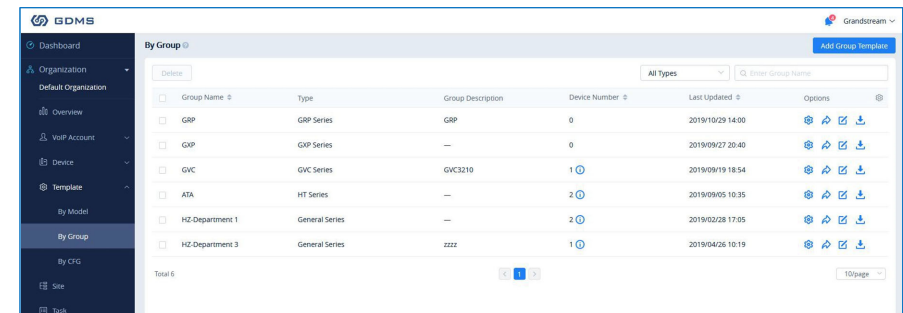 GDMS
4
Grandstream
Dashboard
By Group
Add Group Template
Organization
Default Organization
Delete
All Types
Enter Group Name
Group Name Type Group Description Device Number Last Updated Options
Overview
GRP GRP Series GRP 0 2019/10/29 14:00
VoIP Account
GXP GXP Series — 0 2019/09/27 20:40
Device
GVC GVC Series GVC3210 1 2019/09/19 18:54
Template
ATA HT Series — 2 2019/09/05 10:35
By Model
HZ-Department 1 General Series — 2 2019/02/28 17:05
By Group
HZ-Department 3 General Series zzzz 1 2019/04/26 10:19
By CFG
Total 6
1
10/page
Site
Task